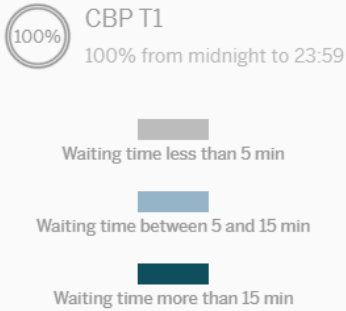 100%
CBP T1
100% from midnight to 23:59
Waiting time less than 5 min
Waiting time between 5 and 15 min
Waiting time more than 15 min